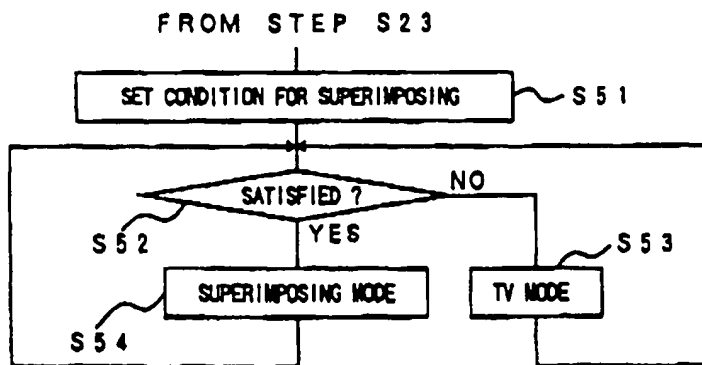 FROM STEP S23
SET CONDITION FOR SUPERIMPOSING
S51
SATISFIED ?
NO
S52
YES
S53
SUPERIMPOSING MODE
TV MODE
S54